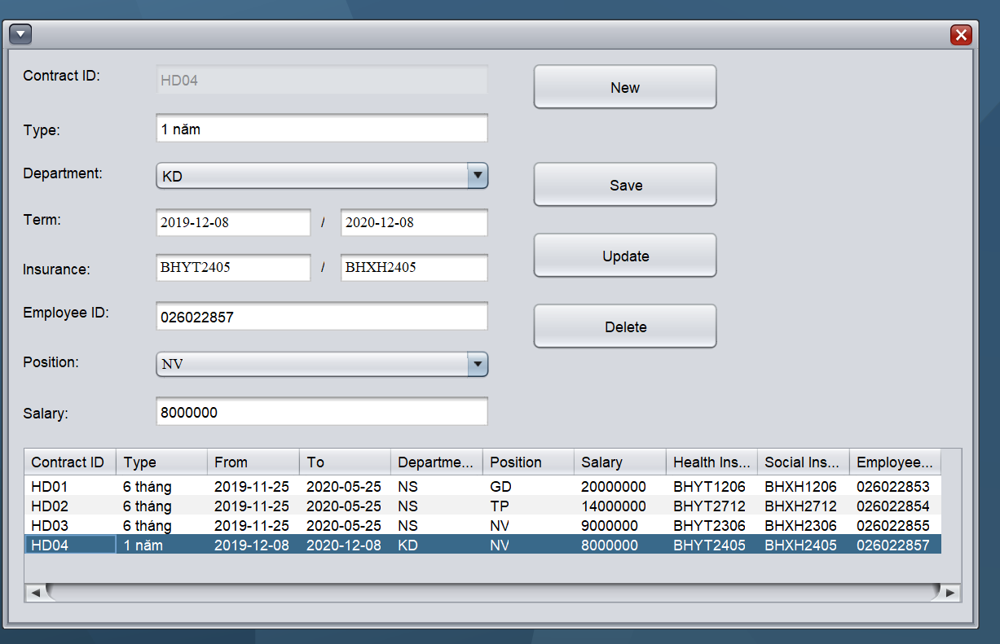 Contract ID: HD04
New
Type: 1 năm
Department: KD
Save
Term: 2019-12-08 / 2020-12-08
Insurance: BHYT2405 / BHXH2405
Update
Employee ID: 026022857
Delete
Position: NV
Salary: 8000000
Contract ID Type From To Departme... Position Salary Health Ins... Social Ins... Employee...
HD01 6 tháng 2019-11-25 2020-05-25 NS GD 20000000 BHYT1206 BHXH1206 026022853
HD02 6 tháng 2019-11-25 2020-05-25 NS TP 14000000 BHYT2712 BHXH2712 026022854
HD03 6 tháng 2019-11-25 2020-05-25 NS NV 9000000 BHYT2306 BHXH2306 026022855
HD04 1 năm 2019-12-08 2020-12-08 KD NV 8000000 BHYT2405 BHXH2405 026022857